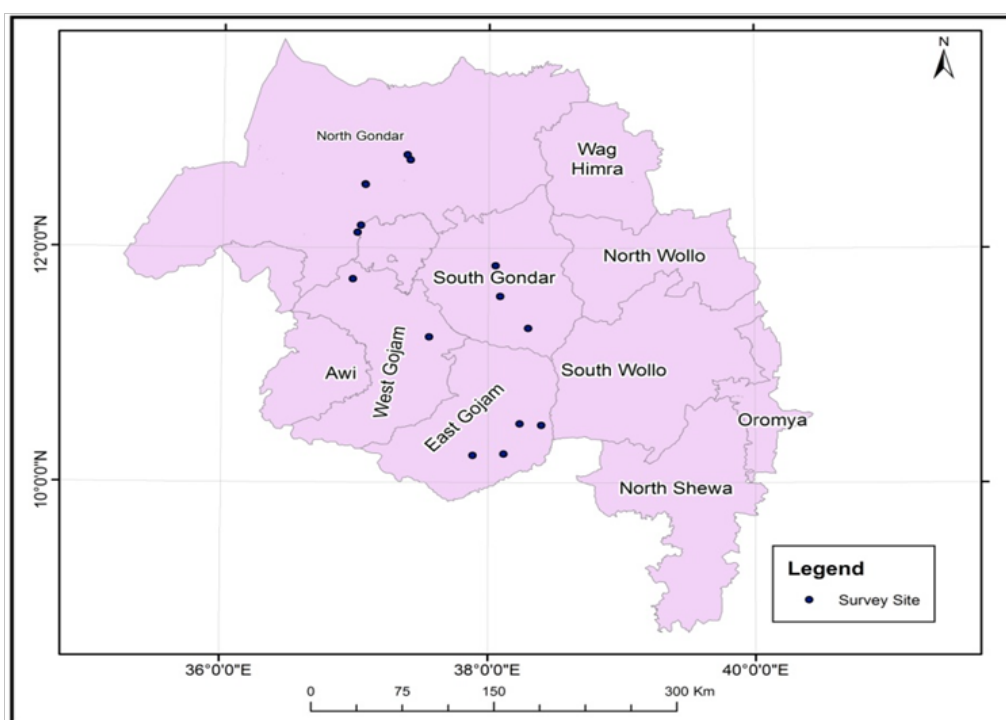 N
North Gondar
Wag
Himra
12°0'0"N
North Wollo
South Gondar
West Gojam
Awi
South Wollo
East Gojam
Oromya
10°0'0"N
North Shewa
Legend
Survey Site
36°0'0"E
38°0'0"E
40°0'0"E
0
75
150
300 Km